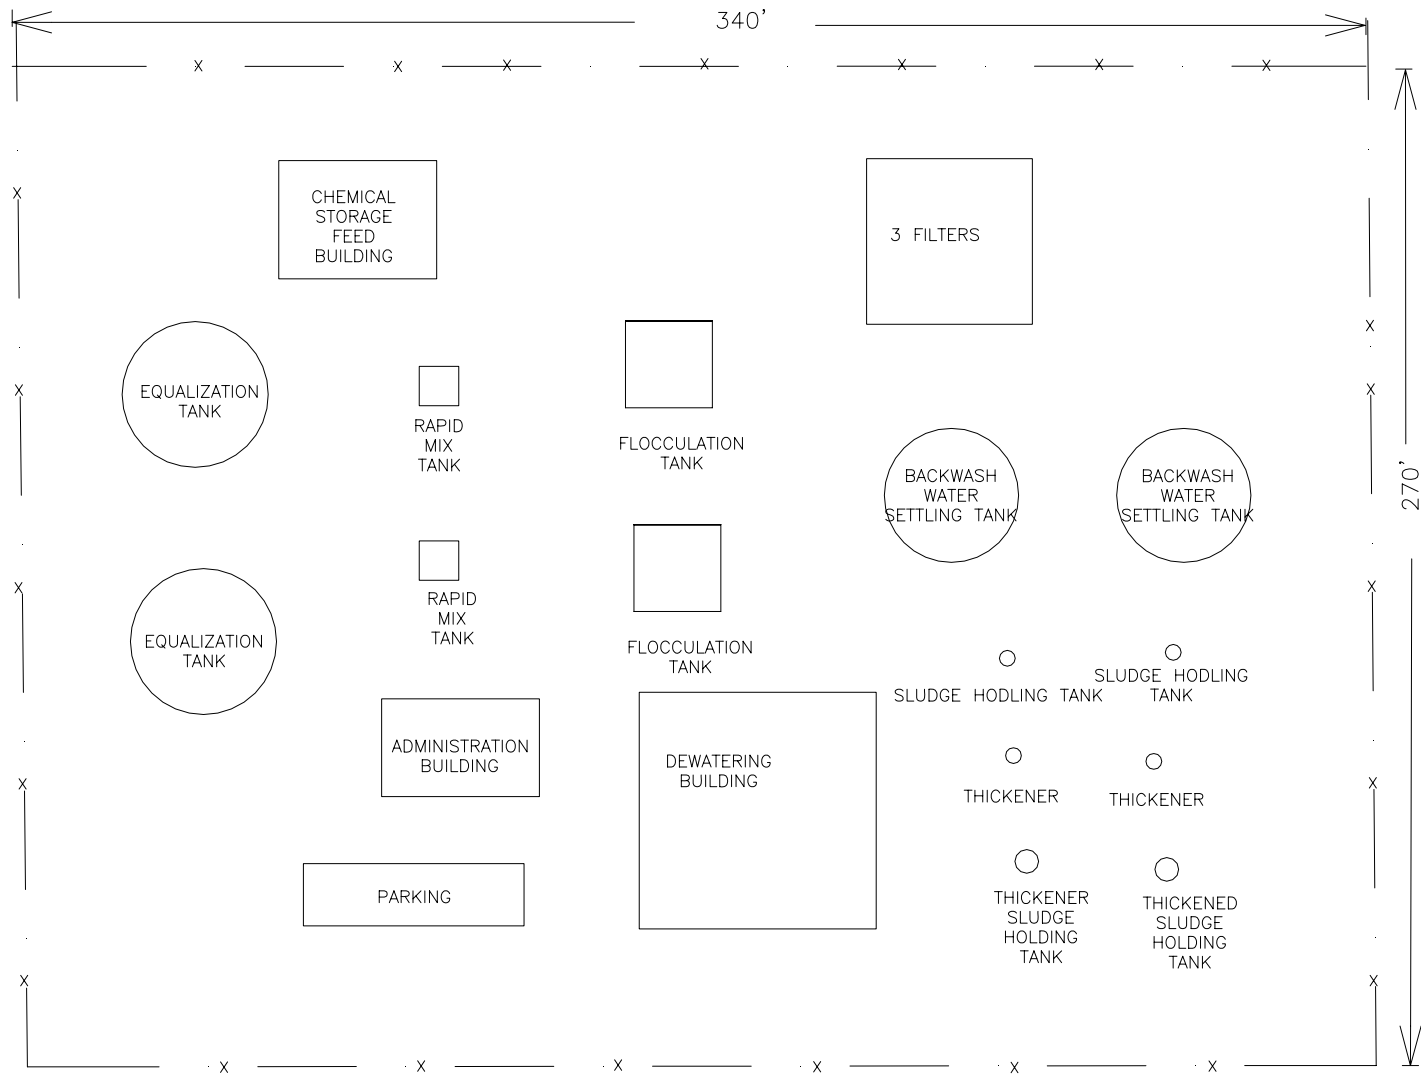 340'
X X X X X X X
CHEMICAL
STORAGE
FEED
BUILDING
3 FILTERS
X
X
EQUALIZATION
TANK
X
X
RAPID
MIX
TANK
FLOCCULATION
TANK
BACKWASH
WATER
SETTLING TANK
BACKWASH
WATER
SETTLING TANK
270'
X
X
EQUALIZATION
TANK
RAPID
MIX
TANK
FLOCCULATION
TANK
SLUDGE HODLING TANK
SLUDGE HODLING
TANK
ADMINISTRATION
BUILDING
DEWATERING
BUILDING
THICKENER
THICKENER
X
X
PARKING
THICKENER
SLUDGE
HOLDING
TANK
THICKENED
SLUDGE
HOLDING
TANK
X
X
X X X X X X